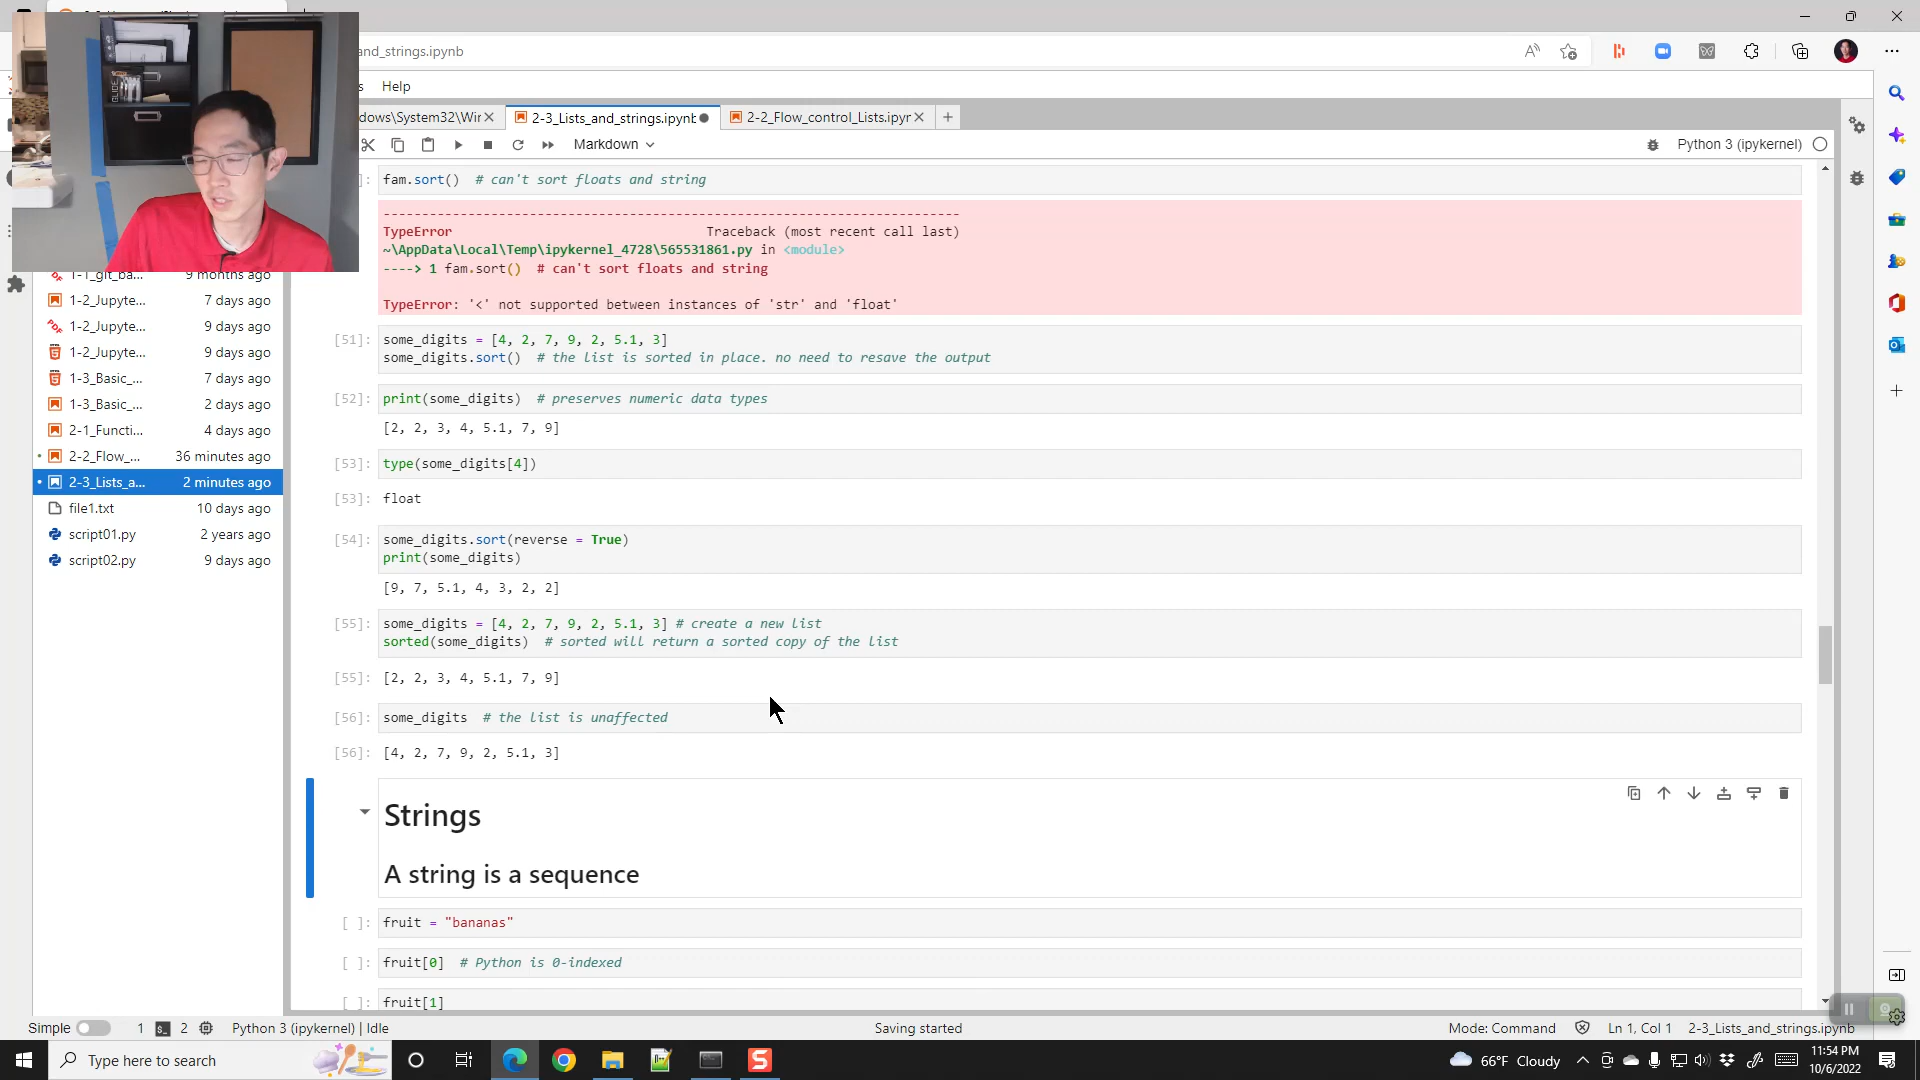 and_strings.ipynb
s Help
dows\System32\Wir
2-3_Lists_and_strings.ipynb
2-2_Flow_control_Lists.ipyr
Markdown
Python 3 (ipykernel)
]: fam.sort()  # can't sort floats and string
---------------------------------------------------------------------------
TypeError                                 Traceback (most recent call last)
~\AppData\Local\Temp\ipykernel_4728\565531861.py in <module>
----> 1 fam.sort()  # can't sort floats and string
TypeError: '<' not supported between instances of 'str' and 'float'
[51]: some_digits = [4, 2, 7, 9, 2, 5.1, 3]
some_digits.sort()  # the list is sorted in place. no need to resave the output
[52]: print(some_digits)  # preserves numeric data types
[2, 2, 3, 4, 5.1, 7, 9]
[53]: type(some_digits[4])
[53]: float
[54]: some_digits.sort(reverse = True)
print(some_digits)
[9, 7, 5.1, 4, 3, 2, 2]
[55]: some_digits = [4, 2, 7, 9, 2, 5.1, 3] # create a new list
sorted(some_digits)  # sorted will return a sorted copy of the list
[55]: [2, 2, 3, 4, 5.1, 7, 9]
[56]: some_digits  # the list is unaffected
[56]: [4, 2, 7, 9, 2, 5.1, 3]
Strings
A string is a sequence
[ ]: fruit = "bananas"
[ ]: fruit[0]  # Python is 0-indexed
[ ]: fruit[1]
1-1_git_ba... 9 months ago
1-2_Jupyte... 7 days ago
1-2_Jupyte... 9 days ago
1-2_Jupyte... 9 days ago
1-3_Basic_... 7 days ago
1-3_Basic_... 2 days ago
2-1_Functi... 4 days ago
2-2_Flow_... 36 minutes ago
2-3_Lists_a... 2 minutes ago
file1.txt 10 days ago
script01.py 2 years ago
script02.py 9 days ago
Simple 1 2 Python 3 (ipykernel) | Idle Saving started Mode: Command Ln 1, Col 1 2-3_Lists_and_strings.ipynb
Type here to search
66°F Cloudy
11:54 PM
10/6/2022